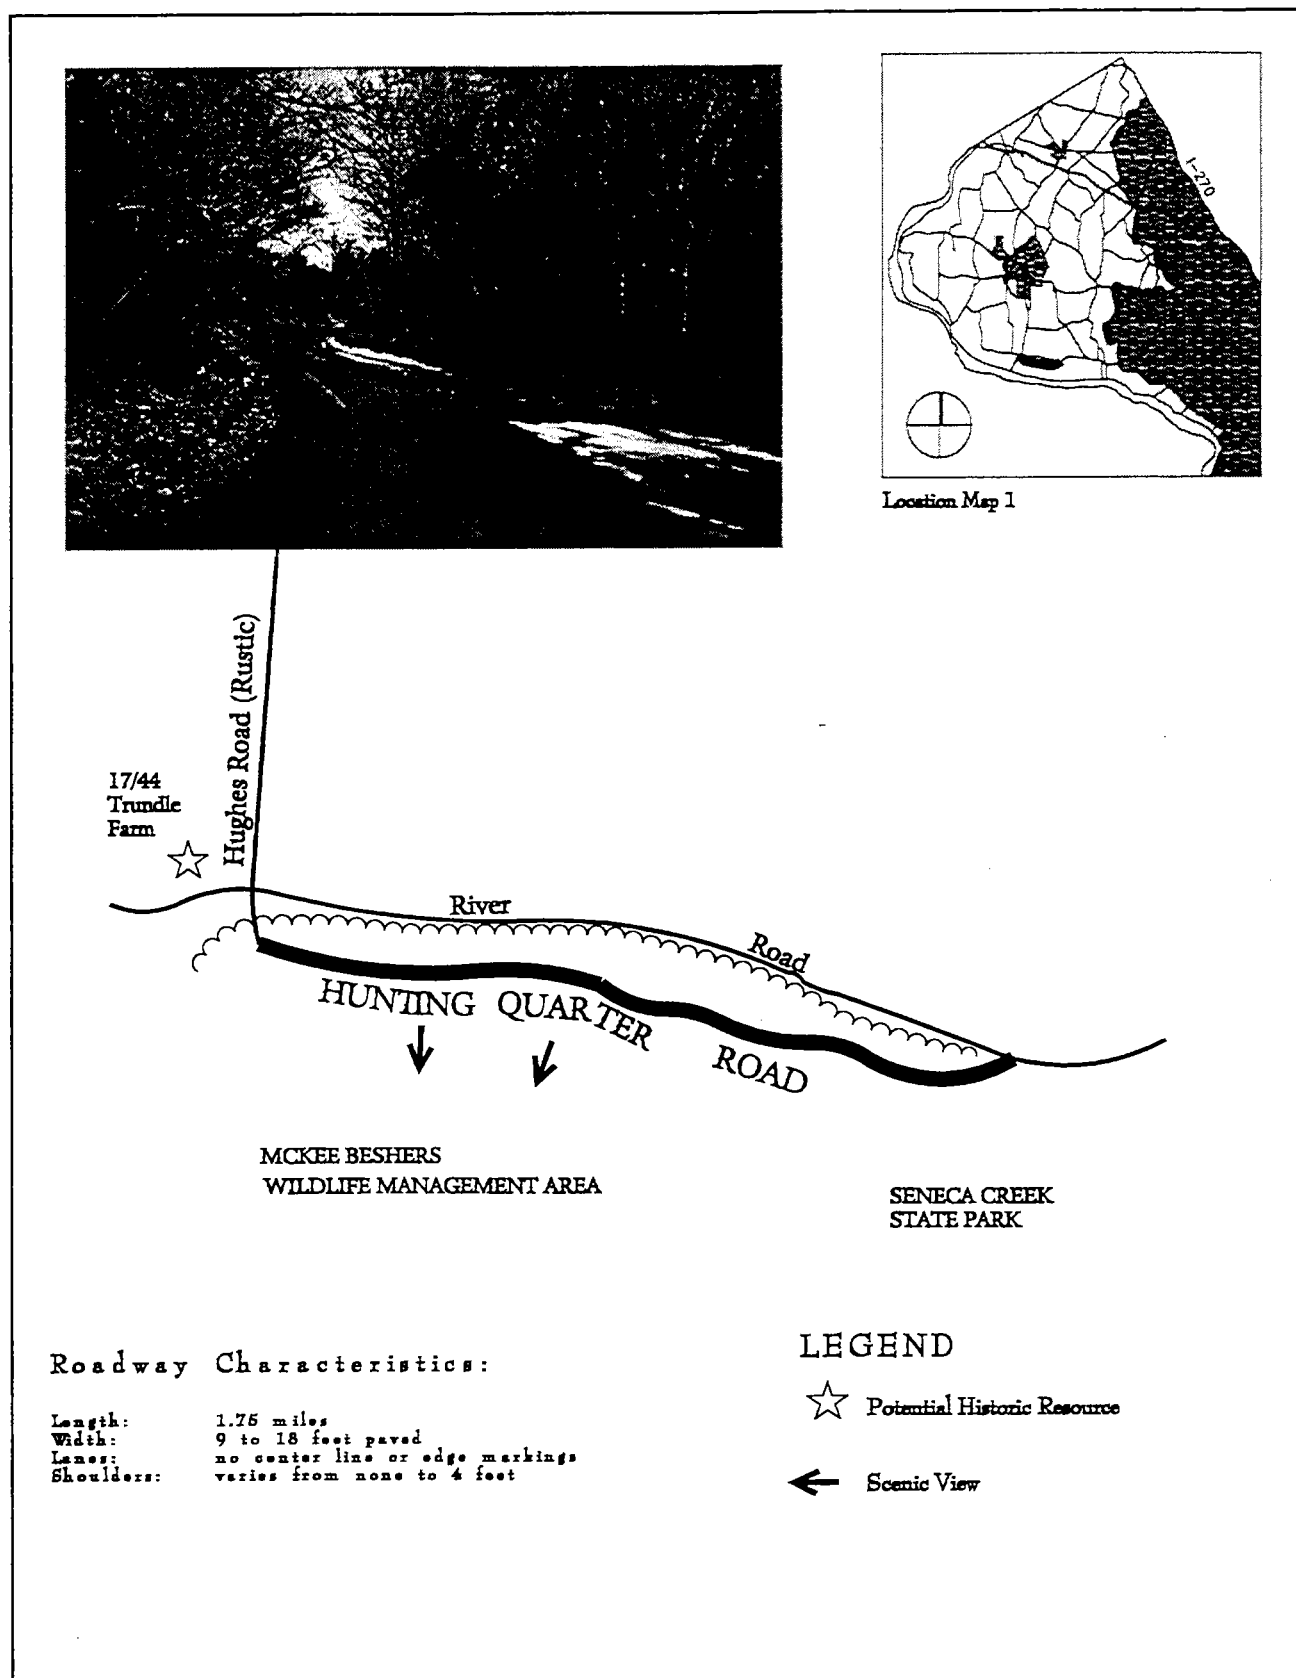 I-270
Location Map 1
Hughes Road (Rustic)
17/44
Trundle
Farm
River
Road
HUNTING QUARTER
ROAD
MCKEE BESHERS
WILDLIFE MANAGEMENT AREA
SENECA CREEK
STATE PARK
Roadway Characteristics:
Length: 1.75 miles
Width: 9 to 18 feet paved
Lanes: no center line or edge markings
Shoulders: varies from none to 4 feet
LEGEND
Potential Historic Resource
Scenic View